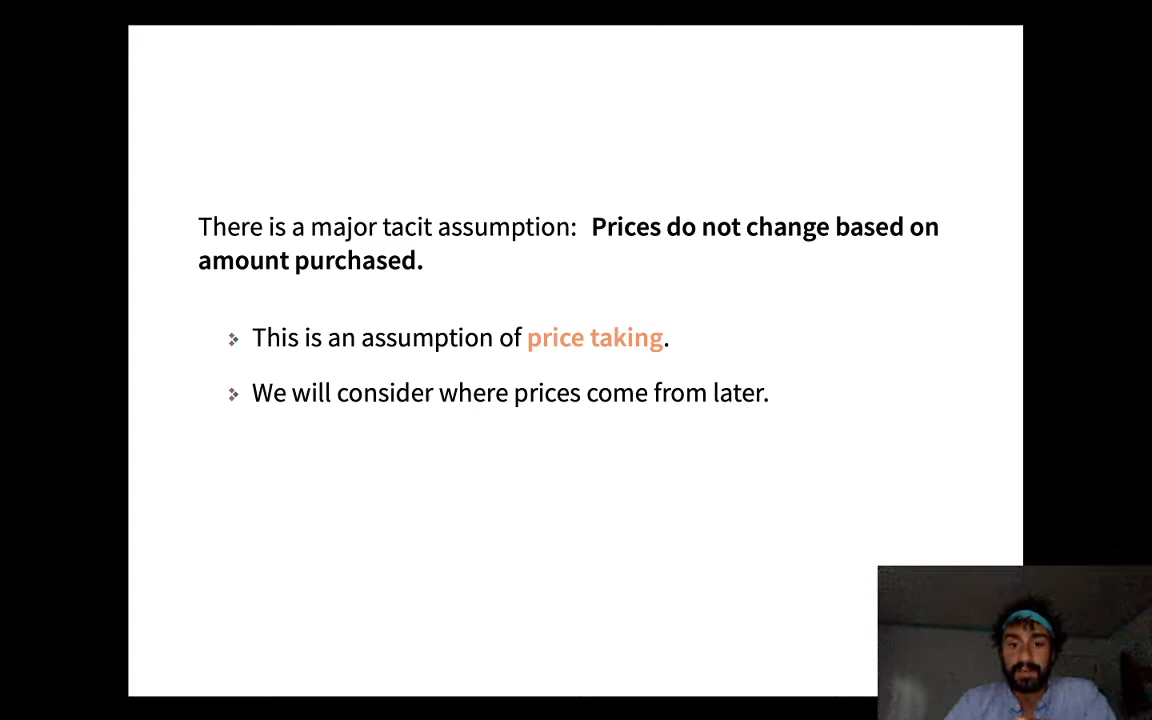 There is a major tacit assumption: Prices do not change based on
amount purchased.
This is an assumption of price taking.
We will consider where prices come from later.